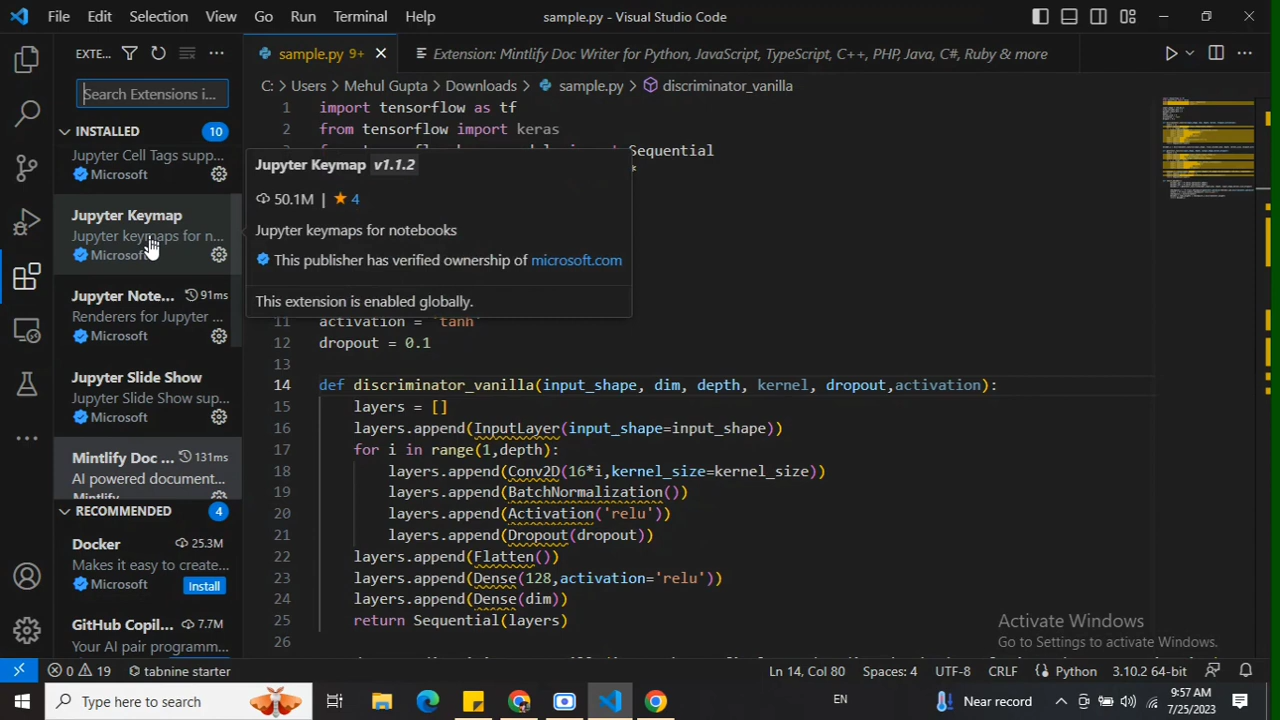 File Edit Selection View Go Run Terminal Help
sample.py - Visual Studio Code
EXTE...
sample.py 9+
Extension: Mintlify Doc Writer for Python, JavaScript, TypeScript, C++, PHP, Java, C#, Ruby & more
Search Extensions i...
C: > Users > Mehul Gupta > Downloads > sample.py > discriminator_vanilla
INSTALLED 10
Jupyter Cell Tags supp...
Microsoft
Jupyter Keymap
Jupyter keymaps for n...
Microsoft
Jupyter Note... 91ms
Renderers for Jupyter ...
Microsoft
Jupyter Slide Show
Jupyter Slide Show sup...
Microsoft
Mintlify Doc ... 131ms
AI powered document...
Mintlify
RECOMMENDED 4
Docker 25.3M
Makes it easy to create...
Microsoft Install
GitHub Copil... 7.7M
Your AI pair programm...
Jupyter Keymap v1.1.2
50.1M | 4
Jupyter keymaps for notebooks
This publisher has verified ownership of microsoft.com
This extension is enabled globally.
1 import tensorflow as tf
2 from tensorflow import keras
Sequential
11 activation = 'tanh'
12 dropout = 0.1
13
14 def discriminator_vanilla(input_shape, dim, depth, kernel, dropout,activation):
15 layers = []
16 layers.append(InputLayer(input_shape=input_shape))
17 for i in range(1,depth):
18 layers.append(Conv2D(16*i,kernel_size=kernel_size))
19 layers.append(BatchNormalization())
20 layers.append(Activation('relu'))
21 layers.append(Dropout(dropout))
22 layers.append(Flatten())
23 layers.append(Dense(128,activation='relu'))
24 layers.append(Dense(dim))
25 return Sequential(layers)
26
Activate Windows
Go to Settings to activate Windows.
0 19 tabnine starter
Ln 14, Col 80 Spaces: 4 UTF-8 CRLF Python 3.10.2 64-bit
Type here to search
EN
Near record
9:57 AM
7/25/2023